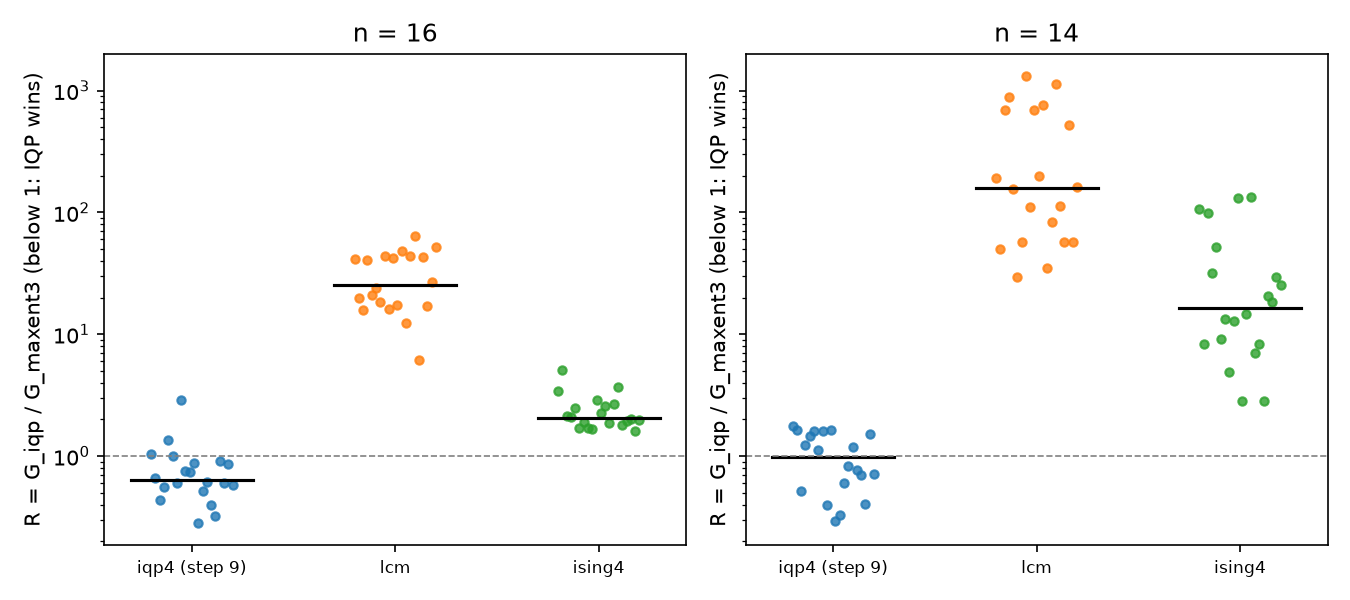 n = 16
R = G_iqp / G_maxent3 (below 1: IQP wins)
10³
10²
10¹
10⁰
iqp4 (step 9)
lcm
ising4
n = 14
R = G_iqp / G_maxent3 (below 1: IQP wins)
10³
10²
10¹
10⁰
iqp4 (step 9)
lcm
ising4